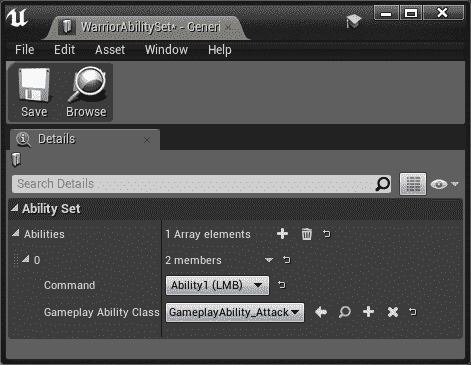 WarriorAbilitySet* - Generi
File Edit Asset Window Help
Save Browse
Details
Search Details
Ability Set
Abilities 1 Array elements
0 2 members
Command Ability1 (LMB)
Gameplay Ability Class GameplayAbility_Attack